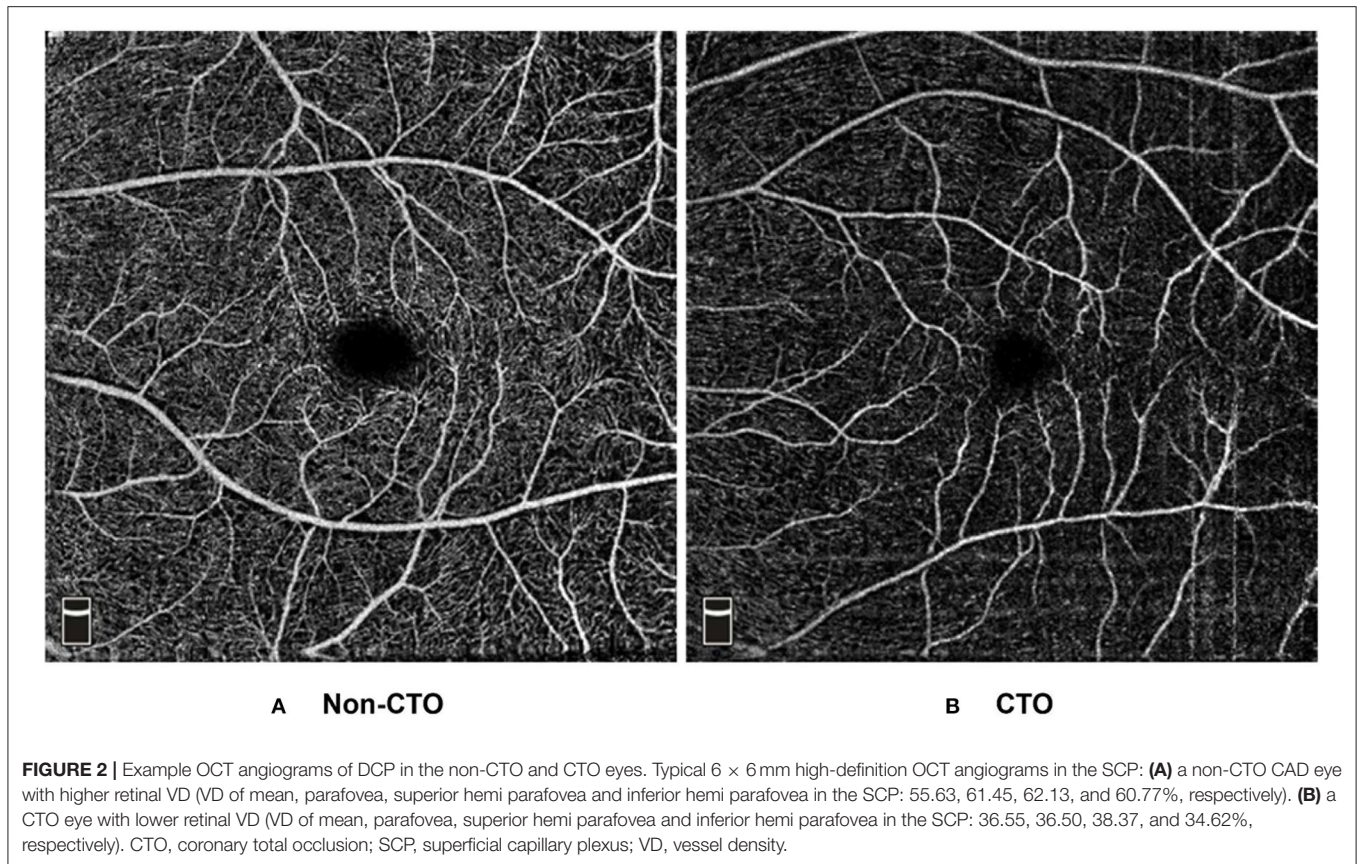 A Non-CTO
B CTO
FIGURE 2 | Example OCT angiograms of DCP in the non-CTO and CTO eyes. Typical 6 × 6 mm high-definition OCT angiograms in the SCP: (A) a non-CTO CAD eye
with higher retinal VD (VD of mean, parafovea, superior hemi parafovea and inferior hemi parafovea in the SCP: 55.63, 61.45, 62.13, and 60.77%, respectively). (B) a
CTO eye with lower retinal VD (VD of mean, parafovea, superior hemi parafovea and inferior hemi parafovea in the SCP: 36.55, 36.50, 38.37, and 34.62%,
respectively). CTO, coronary total occlusion; SCP, superficial capillary plexus; VD, vessel density.